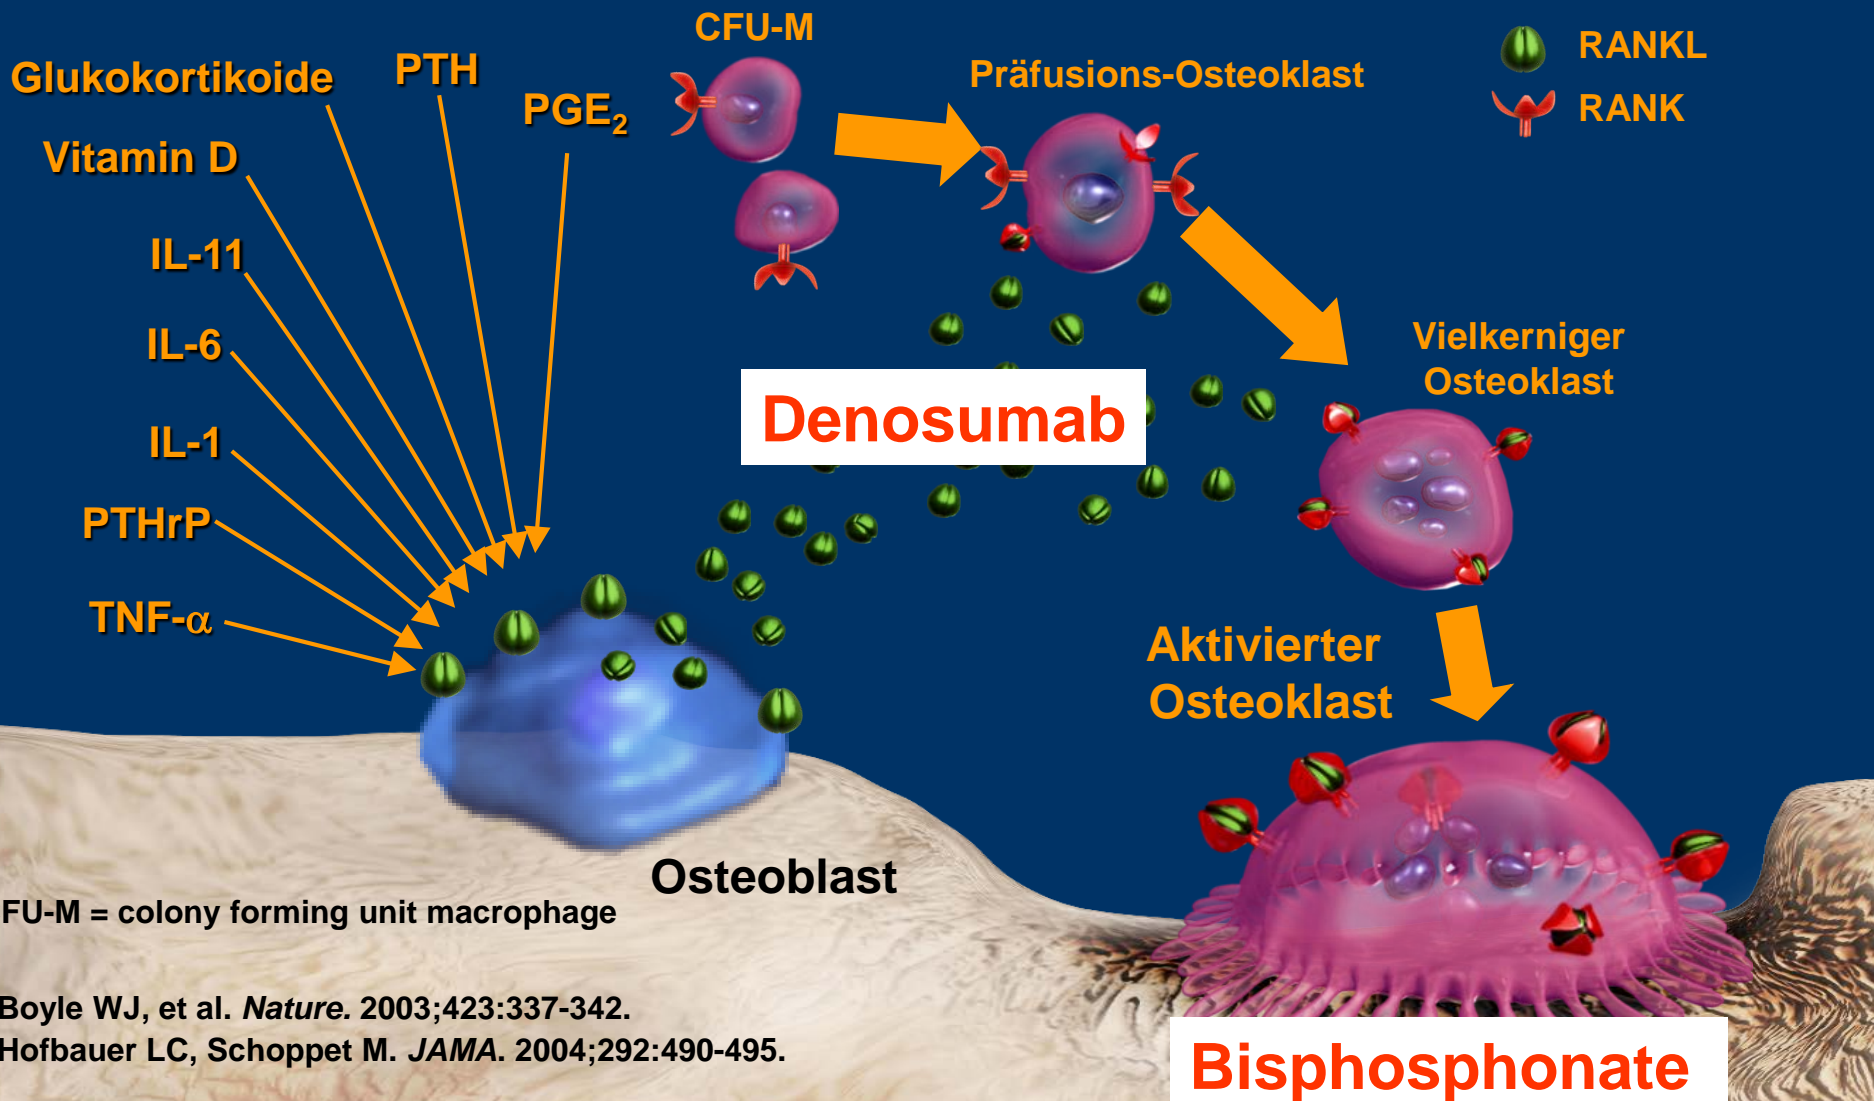 CFU-M
RANKL
Glukokortikoide
PTH
Präfusions-Osteoklast
PGE₂
RANK
Vitamin D
IL-11
IL-6
Vielkerniger
Osteoklast
Denosumab
IL-1
PTHrP
TNF-α
Aktivierter
Osteoklast
Osteoblast
FU-M = colony forming unit macrophage
Boyle WJ, et al. Nature. 2003;423:337-342.
Hofbauer LC, Schoppet M. JAMA. 2004;292:490-495.
Bisphosphonate